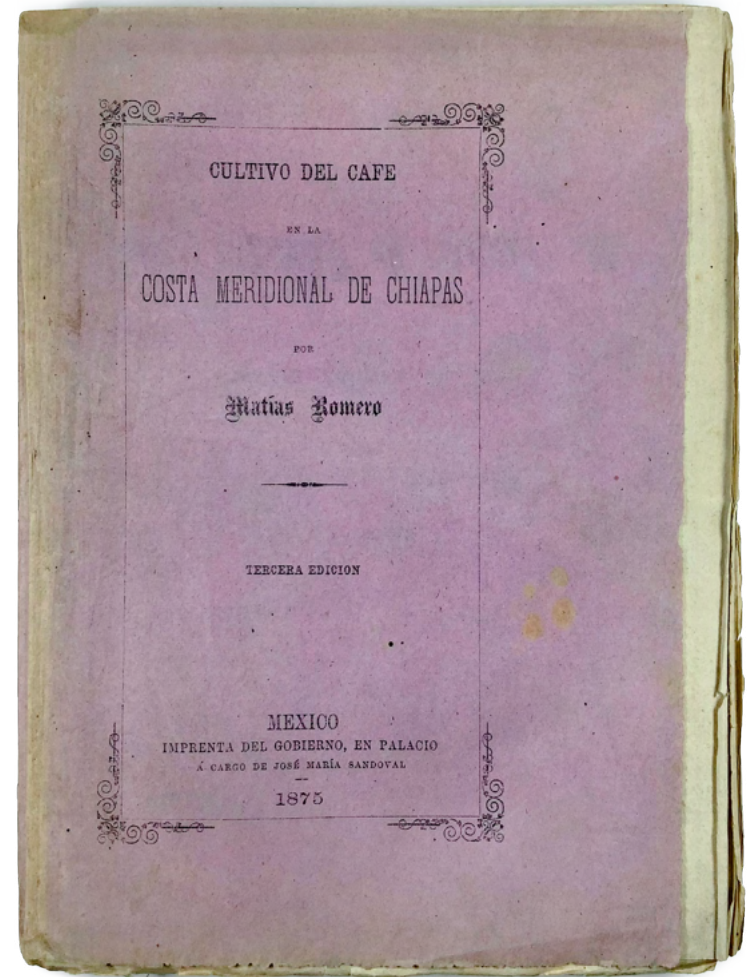 CULTIVO DEL CAFE
EN LA
COSTA MERIDIONAL DE CHIAPAS
POR
Matías Romero
TERCERA EDICION
MEXICO
IMPRENTA DEL GOBIERNO, EN PALACIO
Á CARGO DE JOSÉ MARÍA SANDOVAL
1875